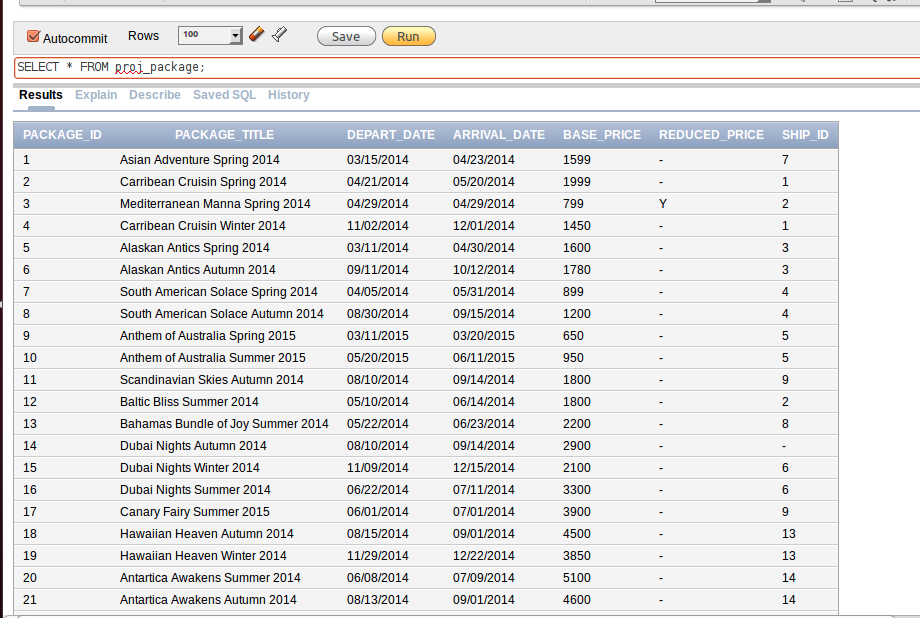 Autocommit Rows 100 Save Run
SELECT * FROM proj_package;
Results Explain Describe Saved SQL History
PACKAGE_ID PACKAGE_TITLE DEPART_DATE ARRIVAL_DATE BASE_PRICE REDUCED_PRICE SHIP_ID
1 Asian Adventure Spring 2014 03/15/2014 04/23/2014 1599 - 7
2 Carribean Cruisin Spring 2014 04/21/2014 05/20/2014 1999 - 1
3 Mediterranean Manna Spring 2014 04/29/2014 04/29/2014 799 Y 2
4 Carribean Cruisin Winter 2014 11/02/2014 12/01/2014 1450 - 1
5 Alaskan Antics Spring 2014 03/11/2014 04/30/2014 1600 - 3
6 Alaskan Antics Autumn 2014 09/11/2014 10/12/2014 1780 - 3
7 South American Solace Spring 2014 04/05/2014 05/31/2014 899 - 4
8 South American Solace Autumn 2014 08/30/2014 09/15/2014 1200 - 4
9 Anthem of Australia Spring 2015 03/11/2015 03/20/2015 650 - 5
10 Anthem of Australia Summer 2015 05/20/2015 06/11/2015 950 - 5
11 Scandinavian Skies Autumn 2014 08/10/2014 09/14/2014 1800 - 9
12 Baltic Bliss Summer 2014 05/10/2014 06/14/2014 1800 - 2
13 Bahamas Bundle of Joy Summer 2014 05/22/2014 06/23/2014 2200 - 8
14 Dubai Nights Autumn 2014 08/10/2014 09/14/2014 2900 - -
15 Dubai Nights Winter 2014 11/09/2014 12/15/2014 2100 - 6
16 Dubai Nights Summer 2014 06/22/2014 07/11/2014 3300 - 6
17 Canary Fairy Summer 2015 06/01/2014 07/01/2014 3900 - 9
18 Hawaiian Heaven Autumn 2014 08/15/2014 09/01/2014 4500 - 13
19 Hawaiian Heaven Winter 2014 11/29/2014 12/22/2014 3850 - 13
20 Antartica Awakens Summer 2014 06/08/2014 07/09/2014 5100 - 14
21 Antartica Awakens Autumn 2014 08/13/2014 09/01/2014 4600 - 14